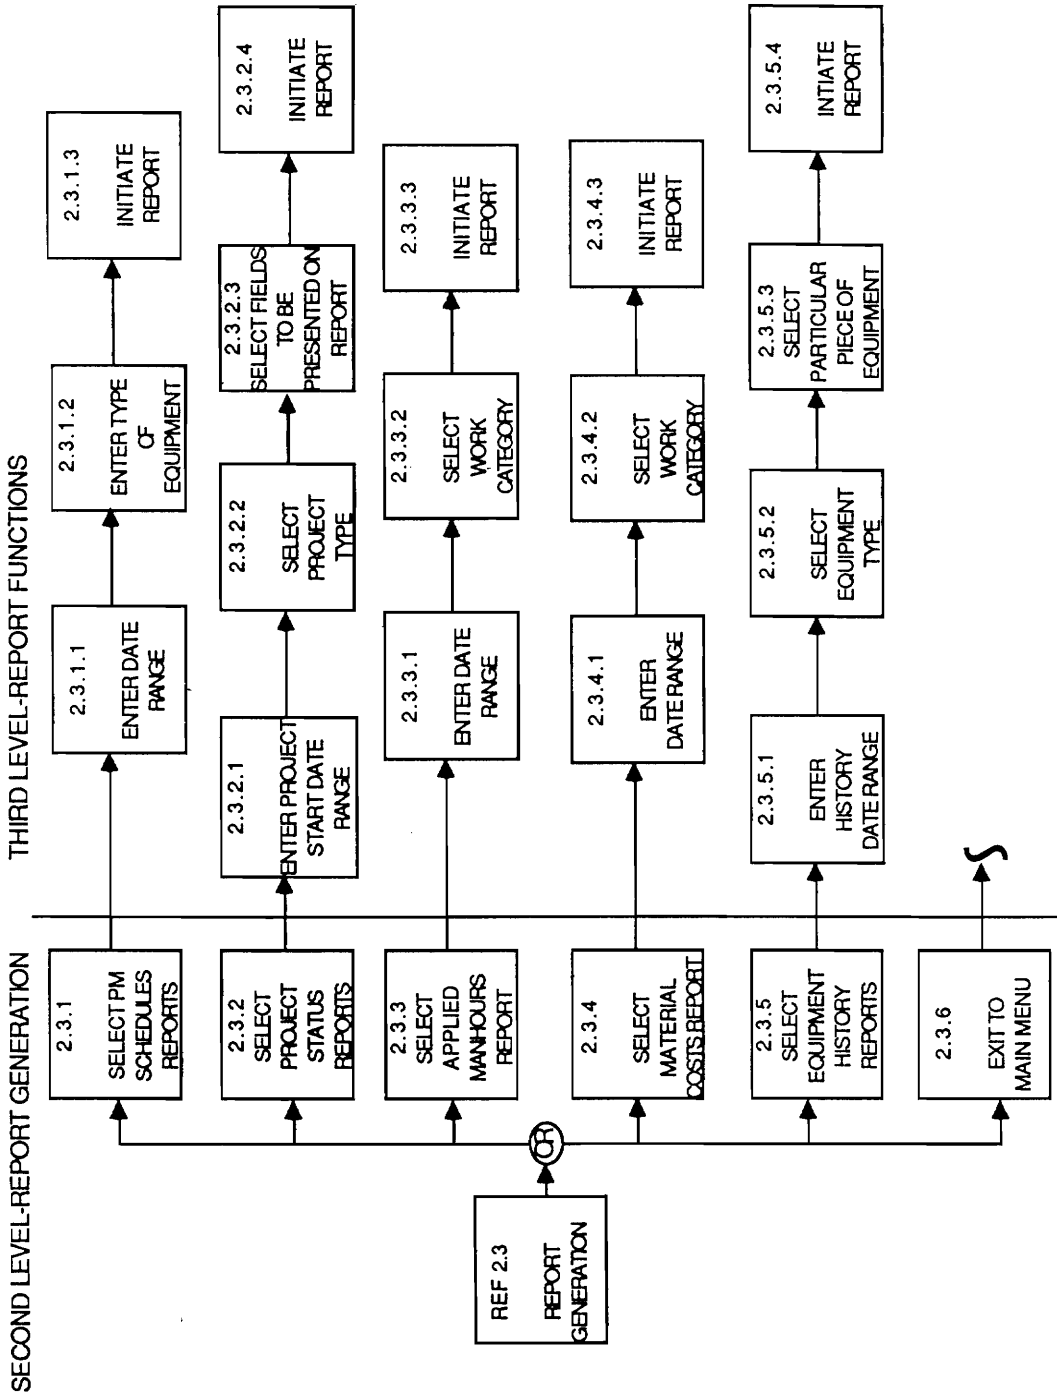 SECOND LEVEL-REPORT GENERATION
THIRD LEVEL-REPORT FUNCTIONS
REF 2.3
REPORT
GENERATION
OR
2.3.1
SELECT PM
SCHEDULES
REPORTS
2.3.1.1
ENTER DATE
RANGE
2.3.1.2
ENTER TYPE
OF
EQUIPMENT
2.3.1.3
INITIATE
REPORT
2.3.2
SELECT
PROJECT
STATUS
REPORTS
2.3.2.1
ENTER PROJECT
START DATE
RANGE
2.3.2.2
SELECT
PROJECT
TYPE
2.3.2.3
SELECT FIELDS
TO BE
PRESENTED ON
REPORT
2.3.2.4
INITIATE
REPORT
2.3.3
SELECT
APPLIED
MANHOURS
REPORT
2.3.3.1
ENTER DATE
RANGE
2.3.3.2
SELECT
WORK
CATEGORY
2.3.3.3
INITIATE
REPORT
2.3.4
SELECT
MATERIAL
COSTS REPORT
2.3.4.1
ENTER
DATE RANGE
2.3.4.2
SELECT
WORK
CATEGORY
2.3.4.3
INITIATE
REPORT
2.3.5
SELECT
EQUIPMENT
HISTORY
REPORTS
2.3.5.1
ENTER
HISTORY
DATE RANGE
2.3.5.2
SELECT
EQUIPMENT
TYPE
2.3.5.3
SELECT
PARTICULAR
PIECE OF
EQUIPMENT
2.3.5.4
INTIATE
REPORT
2.3.6
EXIT TO
MAIN MENU